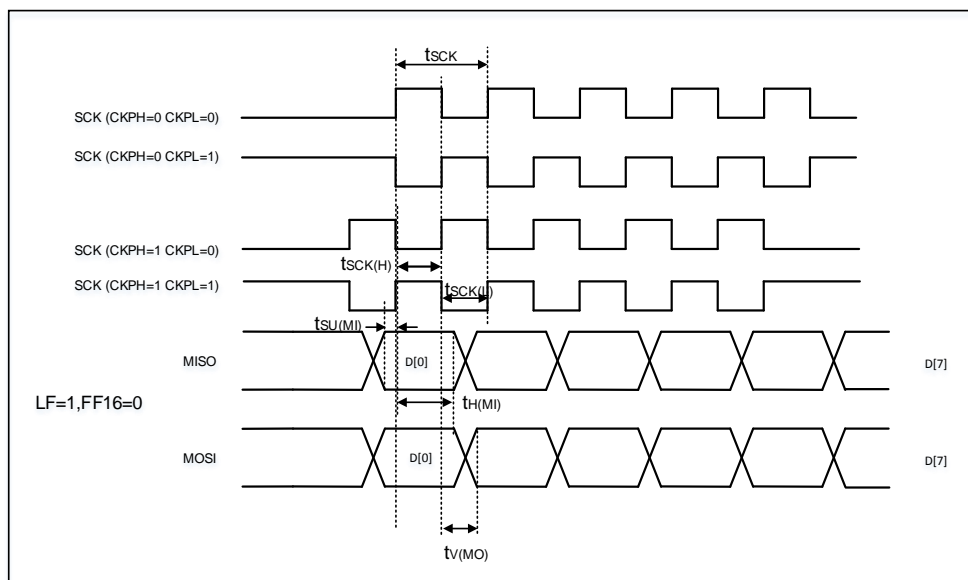 tSCK
SCK (CKPH=0 CKPL=0)
SCK (CKPH=0 CKPL=1)
SCK (CKPH=1 CKPL=0)
tSCK(H)
SCK (CKPH=1 CKPL=1)
tSCK(L)
tSU(MI)
MISO
D[0]
D[7]
LF=1,FF16=0
tH(MI)
MOSI
D[0]
D[7]
tV(MO)